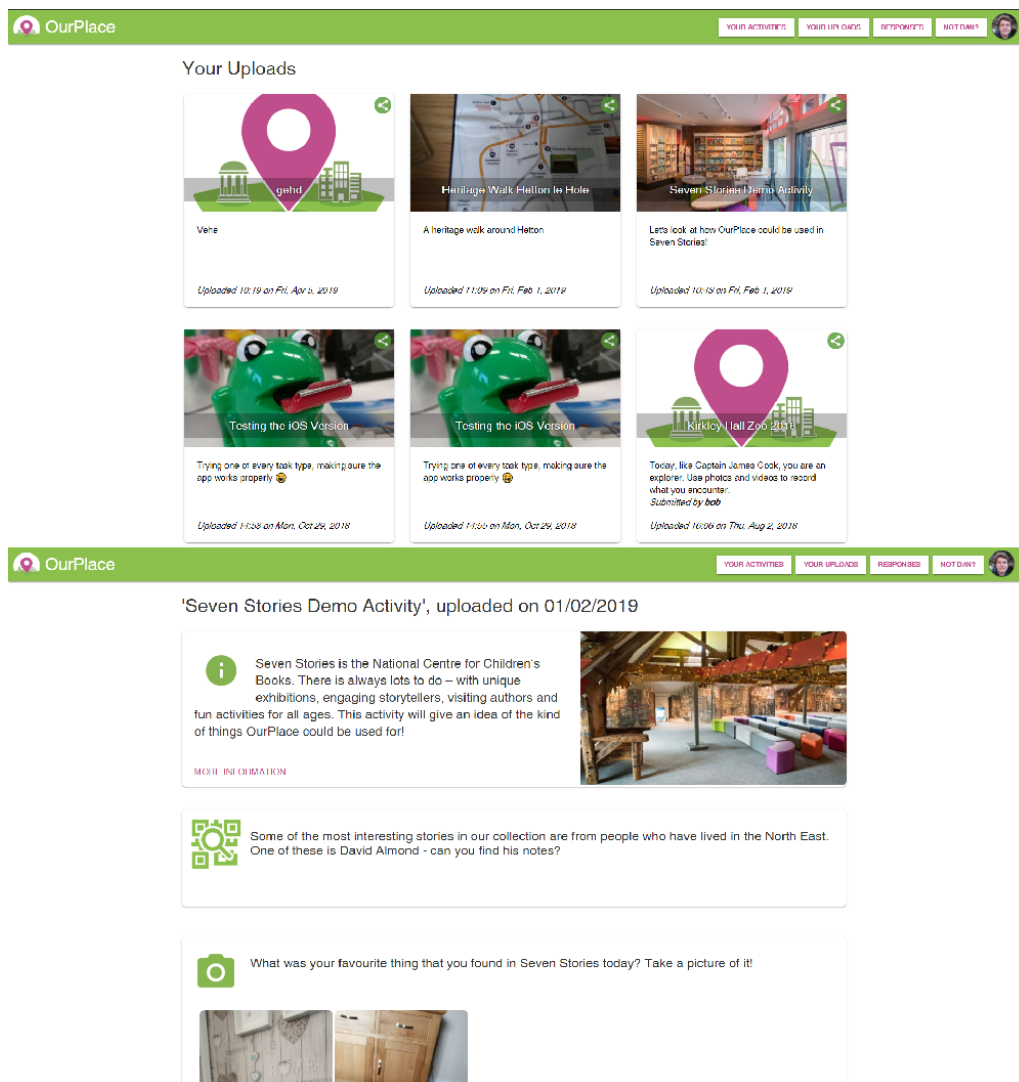 OurPlace
YOUR ACTIVITIES YOUR UPLOADS RESPONSES NOT DAN?
Your Uploads
gehd
Heritage Walk Hetton le Hole
Seven Stories Demo Activity
Vehs
A heritage walk around Hetton
Let's look at how OurPlace could be used in
Seven Stories!
Uploaded 10:19 on Fri, Apr 5, 2019
Uploaded 11:09 on Fri, Feb 1, 2019
Uploaded on Fri, Feb 1, 2019
Testing the iOS Version
Testing the iOS Version
Kirkley Hall Zoo 2018
Trying one of every task type, making sure the
app works properly 😄
Trying one of every task type, making sure the
app works properly 😄
Today, like Captain James Cook, you are an
explorer. Use photos and videos to record
what you encounter.
Submitted by bob
Uploaded 14:58 on Mon, Oct 29, 2018
Uploaded 14:55 on Mon, Oct 29, 2018
Uploaded 16:06 on Thu, Aug 2, 2018
OurPlace
YOUR ACTIVITIES YOUR UPLOADS RESPONSES NOT DAN?
'Seven Stories Demo Activity', uploaded on 01/02/2019
Seven Stories is the National Centre for Children's
Books. There is always lots to do – with unique
exhibitions, engaging storytellers, visiting authors and
fun activities for all ages. This activity will give an idea of the kind
of things OurPlace could be used for!
MORE INFORMATION
Some of the most interesting stories in our collection are from people who have lived in the North East.
One of these is David Almond - can you find his notes?
What was your favourite thing that you found in Seven Stories today? Take a picture of it!